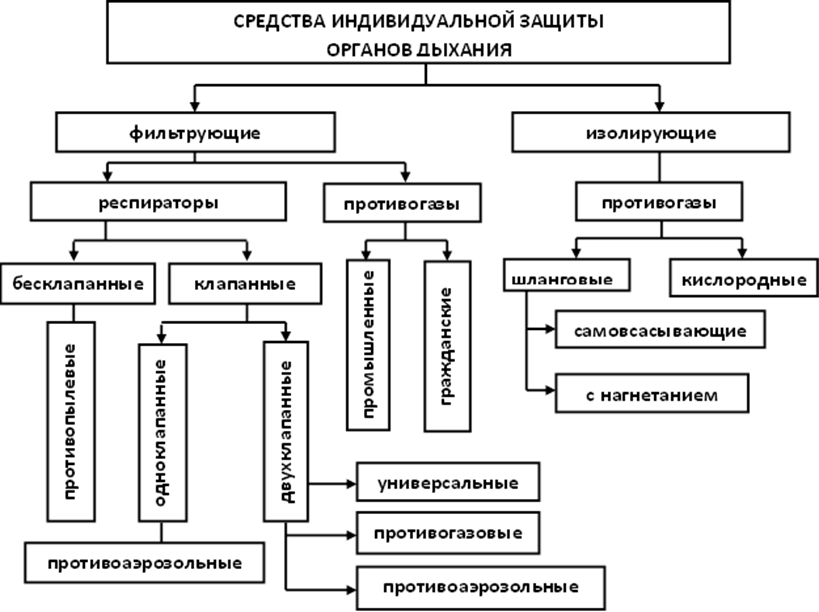 СРЕДСТВА ИНДИВИДУАЛЬНОЙ ЗАЩИТЫ
ОРГАНОВ ДЫХАНИЯ
фильтрующие
изолирующие
респираторы
противогазы
противогазы
бесклапанные
клапанные
промышленные
гражданские
шланговые
кислородные
противопылевые
одноклапанные
двухклапанные
самовсасывающие
с нагнетанием
универсальные
противогазовые
противоаэрозольные
противоаэрозольные